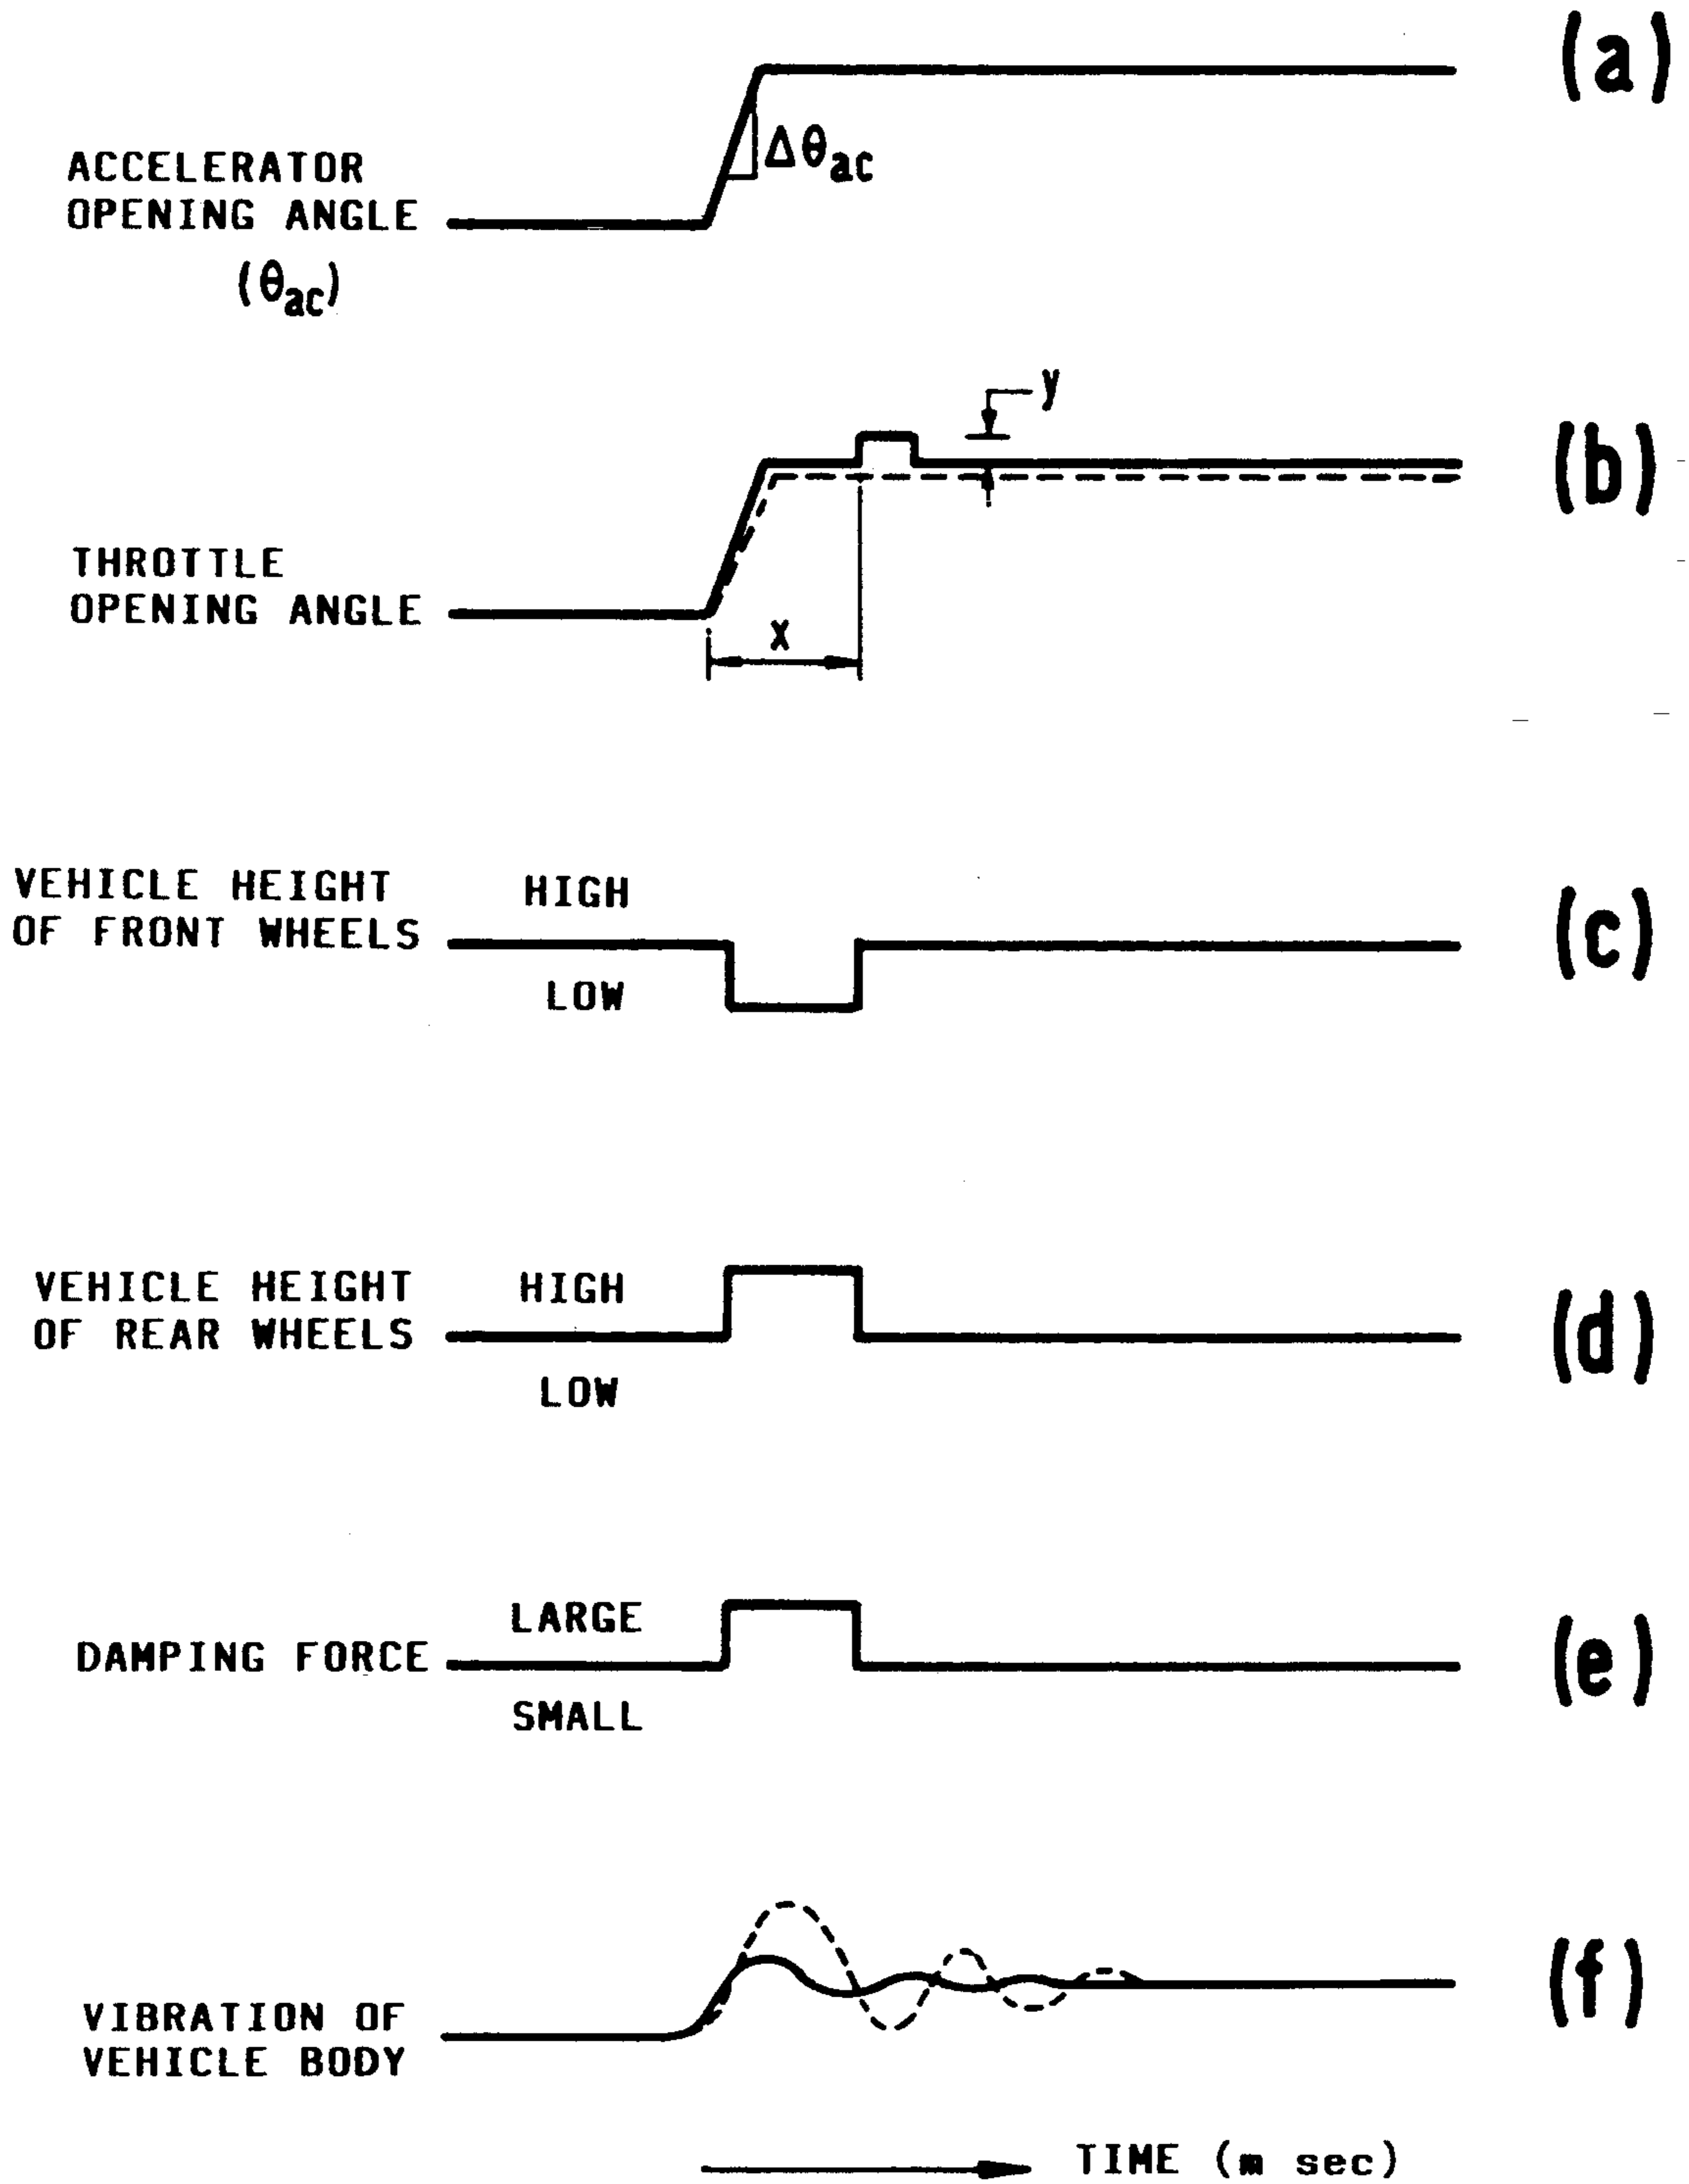 (a)
ACCELERATOR
OPENING ANGLE
(θac)
Δθac
(b)
y
THROTTLE
OPENING ANGLE
x
(c)
VEHICLE HEIGHT
OF FRONT WHEELS
HIGH
LOW
(d)
VEHICLE HEIGHT
OF REAR WHEELS
HIGH
LOW
(e)
DAMPING FORCE
LARGE
SMALL
(f)
VIBRATION OF
VEHICLE BODY
TIME (m sec)